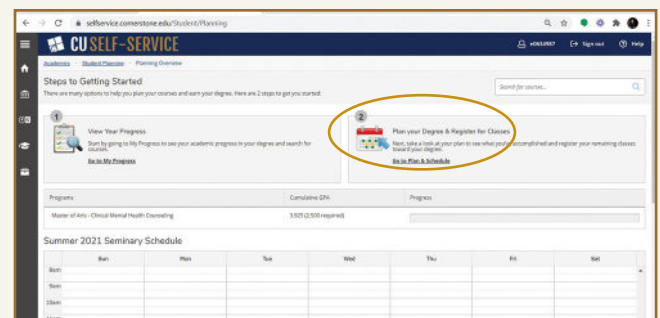 selfservice.cornerstone.edu/Student/Planning
CU SELF-SERVICE
Sign out
Help
Academics Student Planning Planning Overview
Steps to Getting Started
There are many options to help you plan your courses and earn your degree. Here are 2 steps to get you started:
Search for courses...
1
View Your Progress
Start by going to My Progress to see your academic progress in your degree and search for
courses.
Go to My Progress
2
Plan your Degree & Register for Classes
Next, take a look at your plan to see what you've accomplished and register your remaining classes
toward your degree.
Go to Plan & Schedule
Programs Cumulative GPA Progress
Master of Arts - Clinical Mental Health Counseling 3.925 (2.500 required)
Summer 2021 Seminary Schedule
Sun Mon Tue Wed Thu Fri Sat
8am
9am
10am